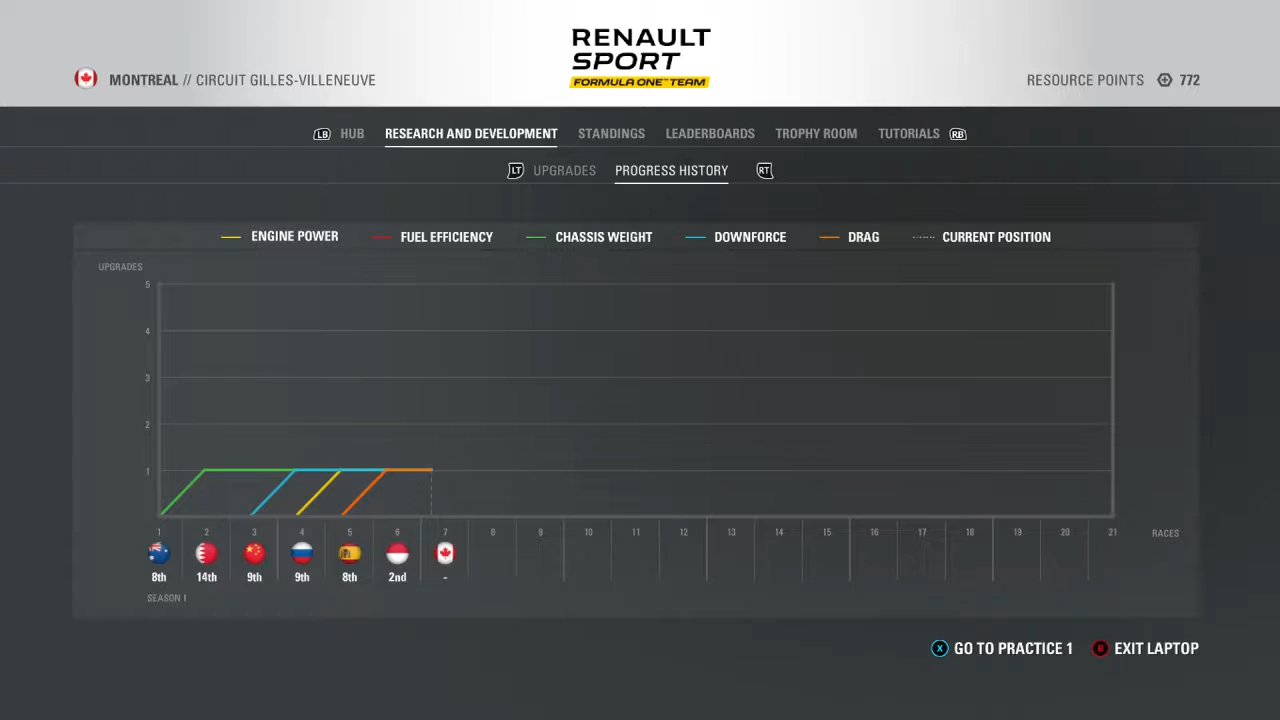 RENAULT
SPORT
FORMULA ONE™ TEAM
MONTREAL // CIRCUIT GILLES-VILLENEUVE
RESOURCE POINTS 772
LB HUB RESEARCH AND DEVELOPMENT STANDINGS LEADERBOARDS TROPHY ROOM TUTORIALS RB
LT UPGRADES PROGRESS HISTORY RT
ENGINE POWER FUEL EFFICIENCY CHASSIS WEIGHT DOWNFORCE DRAG CURRENT POSITION
UPGRADES
5
4
3
2
1
1 2 3 4 5 6 7 8 9 10 11 12 13 14 15 16 17 18 19 20 21 RACES
8th 14th 9th 9th 8th 2nd -
SEASON 1
X GO TO PRACTICE 1 B EXIT LAPTOP